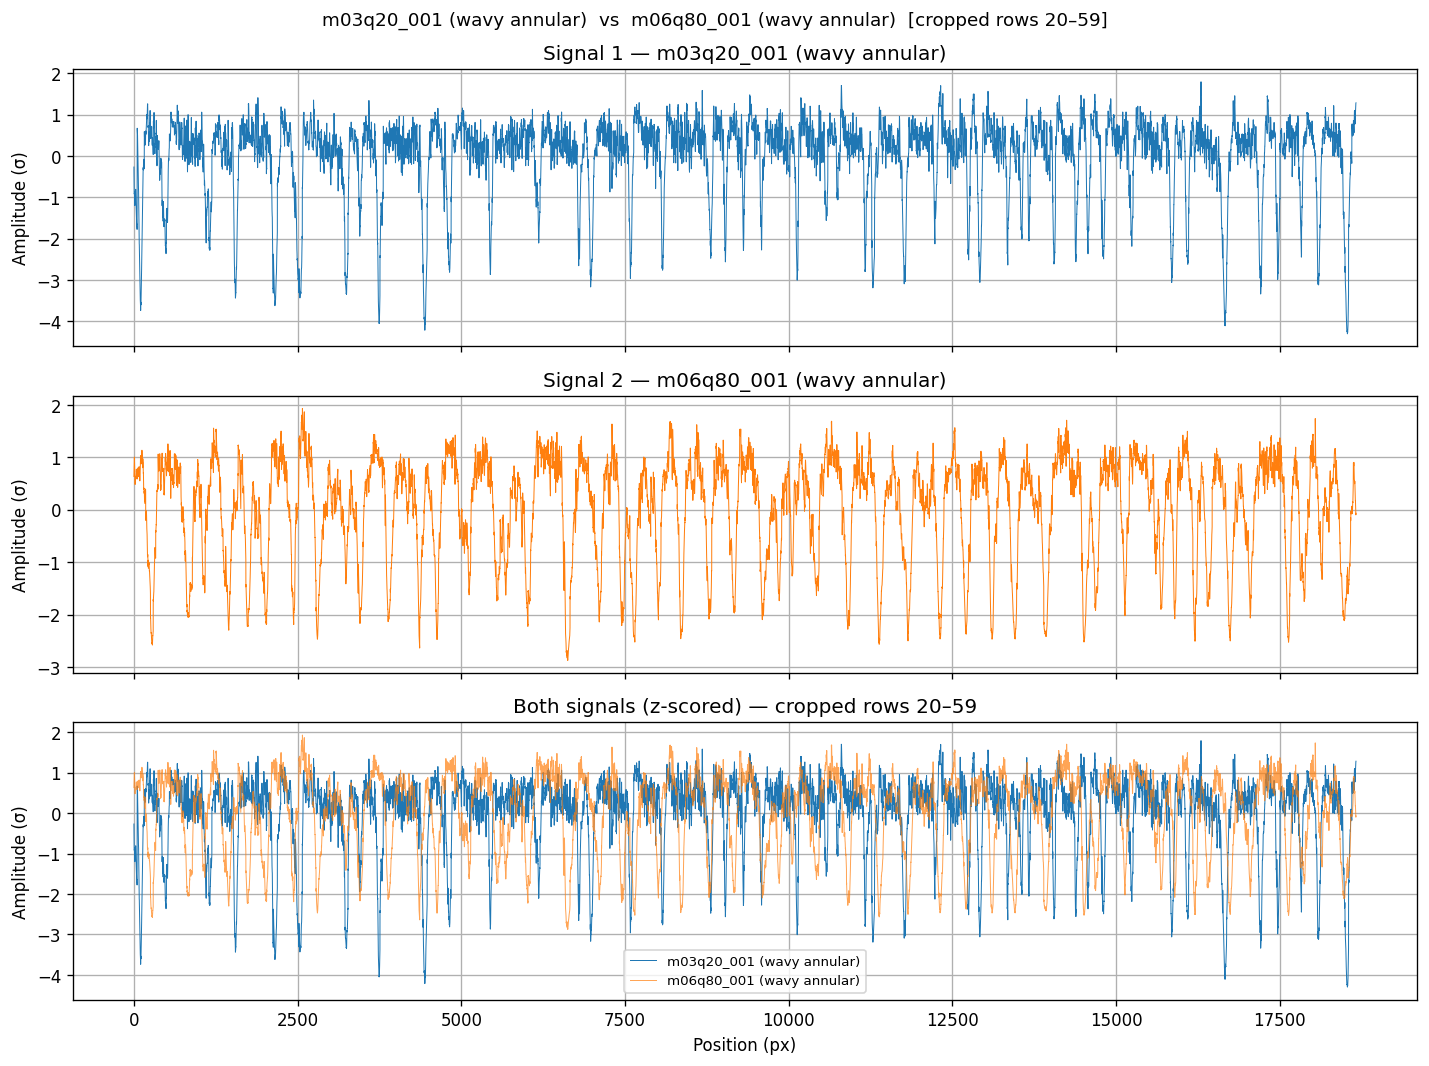 m03q20_001 (wavy annular)  vs  m06q80_001 (wavy annular)  [cropped rows 20–59]
Signal 1 — m03q20_001 (wavy annular)
Amplitude (σ)
2
1
0
−1
−2
−3
−4
Signal 2 — m06q80_001 (wavy annular)
Amplitude (σ)
2
1
0
−1
−2
−3
Both signals (z-scored) — cropped rows 20–59
Amplitude (σ)
2
1
0
−1
−2
−3
−4
m03q20_001 (wavy annular)
m06q80_001 (wavy annular)
0 2500 5000 7500 10000 12500 15000 17500
Position (px)